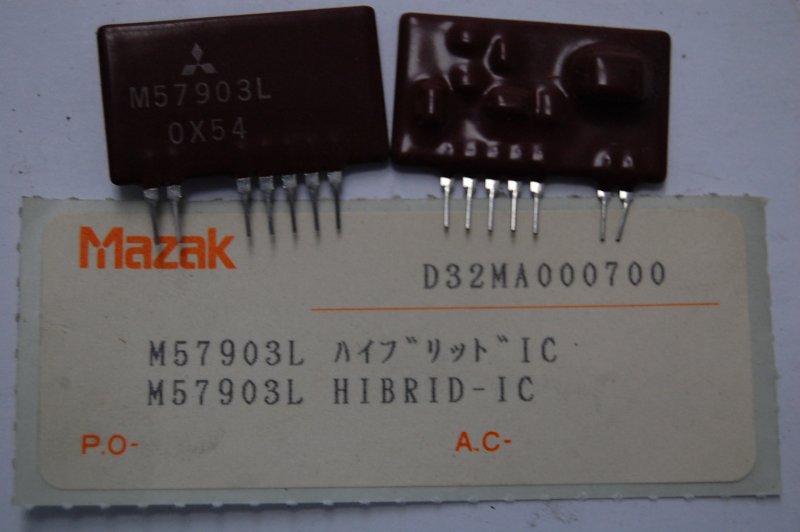 M57903L
0X54
Mazak
D32MA000700
M57903L ﾊｲﾌﾞﾘｯﾄﾞIC
M57903L HIBRID-IC
P.O-
A.C-